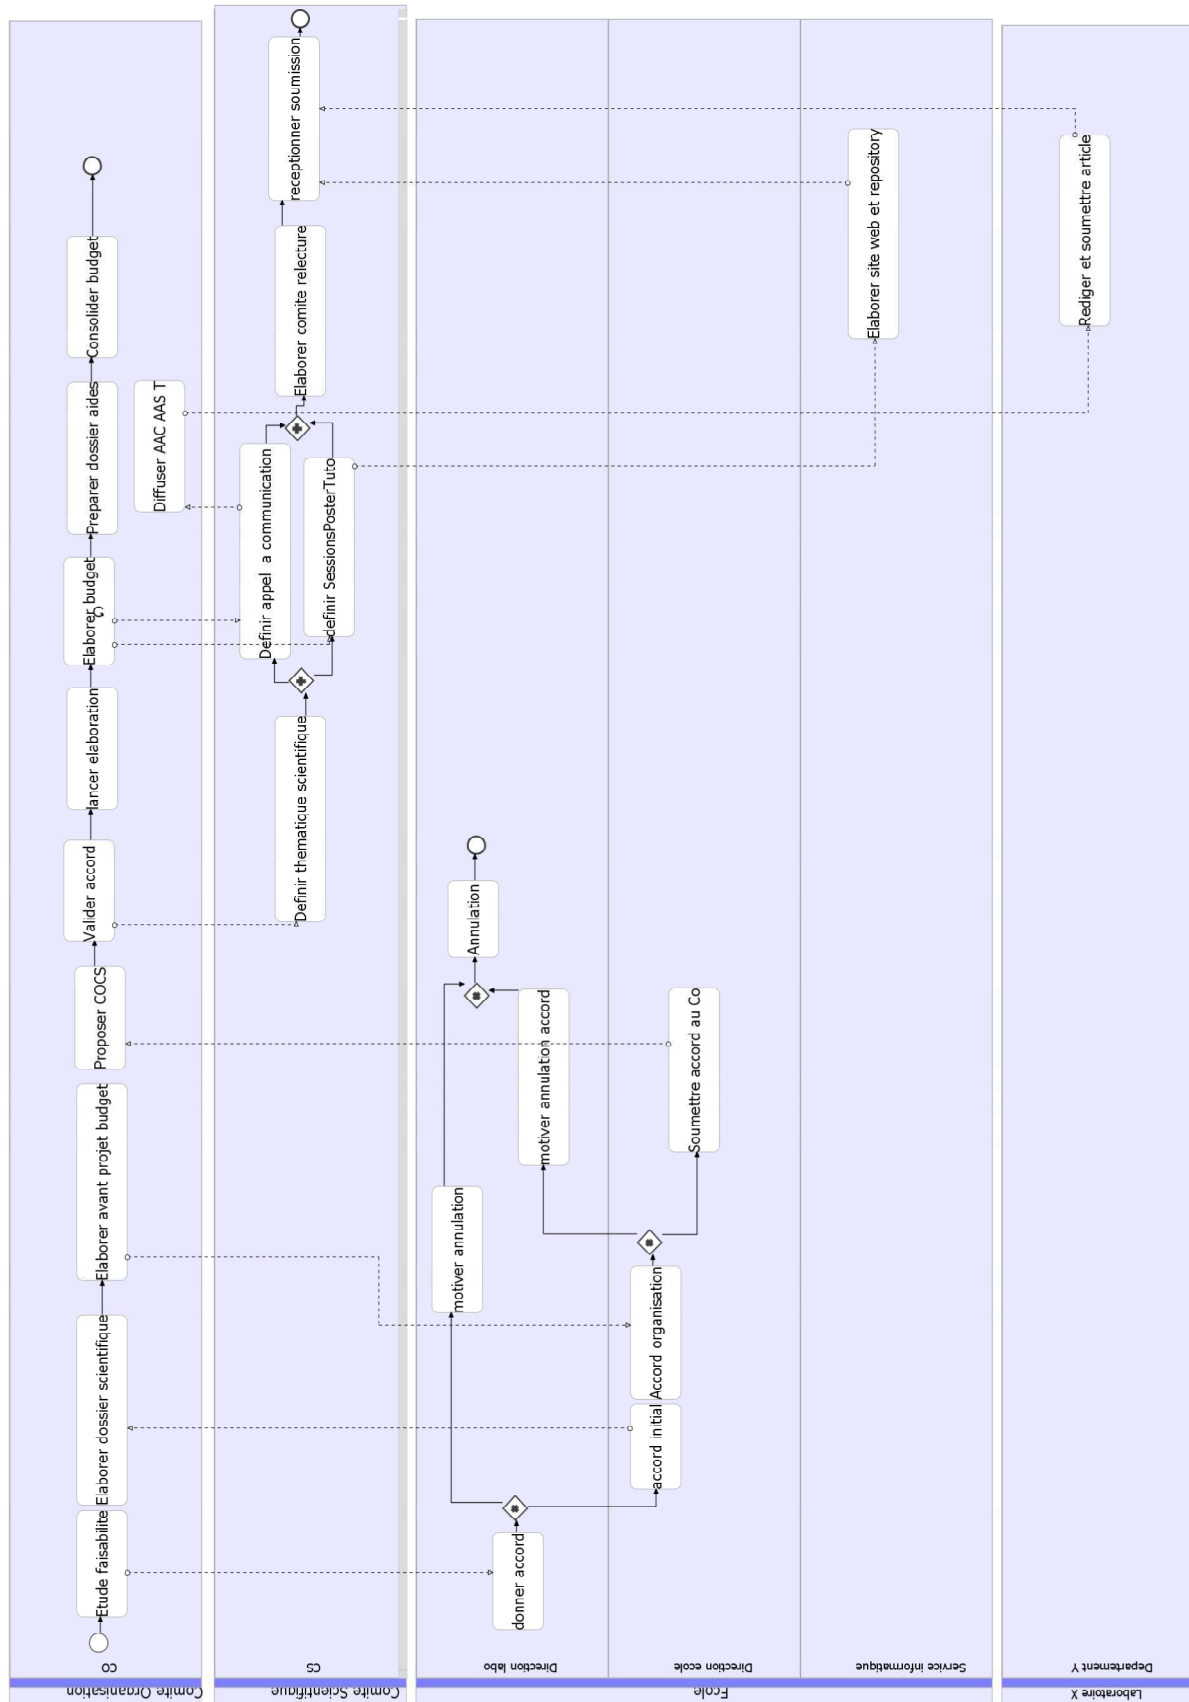 Comite Organisation
CO
Etude faisabilite
Elaborer dossier scientifique
Elaborer avant projet budget
Proposer COCS
Valider accord
lancer elaboration
Elaborer budget
Preparer dossier aides
Consolider budget
Diffuser AAC AAS T
Comite Scientifique
CS
Definir thematique scientifique
Definir appel a communication
definir SessionsPosterTuto
Elaborer comite relecture
receptionner soumission
Ecole
Direction labo
donner accord
motiver annulation
motiver annulation accord
Annulation
Direction ecole
accord initial
Accord organisation
Soumettre accord au Co
Service informatique
Elaborer site web et repository
Laboratoire X
Departement Y
Rediger et soumettre article